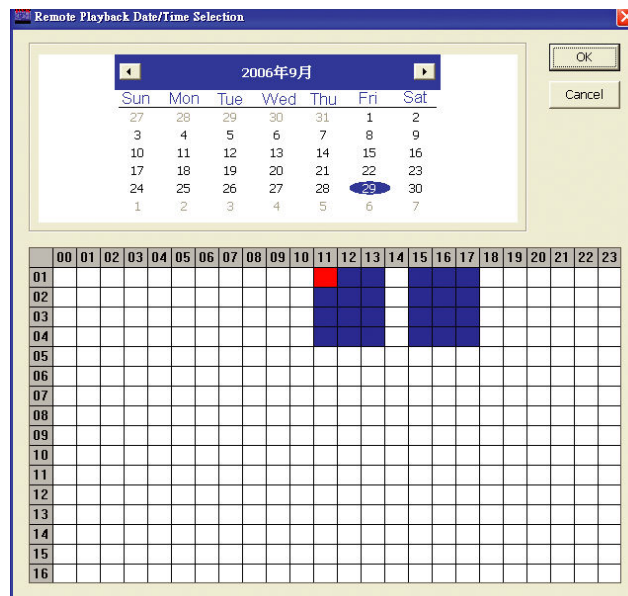 Remote Playback Date/Time Selection
2006年9月
OK
Sun Mon Tue Wed Thu Fri Sat
Cancel
27 28 29 30 31 1 2
3 4 5 6 7 8 9
10 11 12 13 14 15 16
17 18 19 20 21 22 23
24 25 26 27 28 29 30
1 2 3 4 5 6 7
00 01 02 03 04 05 06 07 08 09 10 11 12 13 14 15 16 17 18 19 20 21 22 23
01
02
03
04
05
06
07
08
09
10
11
12
13
14
15
16